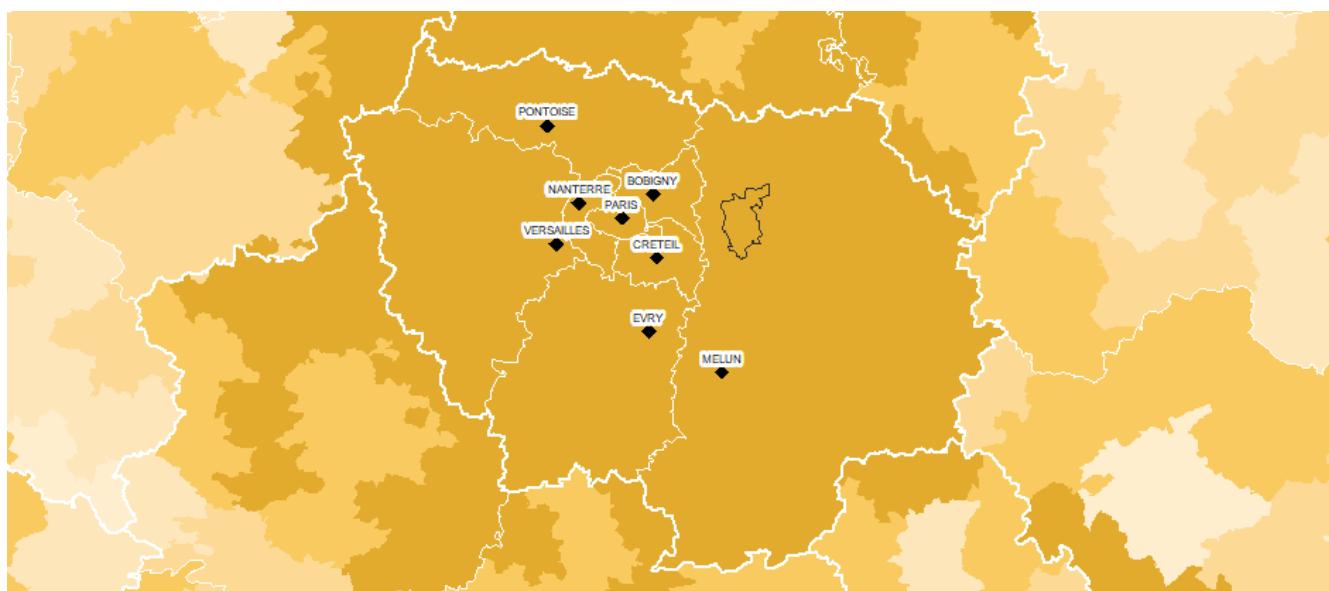 PONTOISE
BOBIGNY
NANTERRE
PARIS
VERSAILLES
CRETEIL
EVRY
MELUN